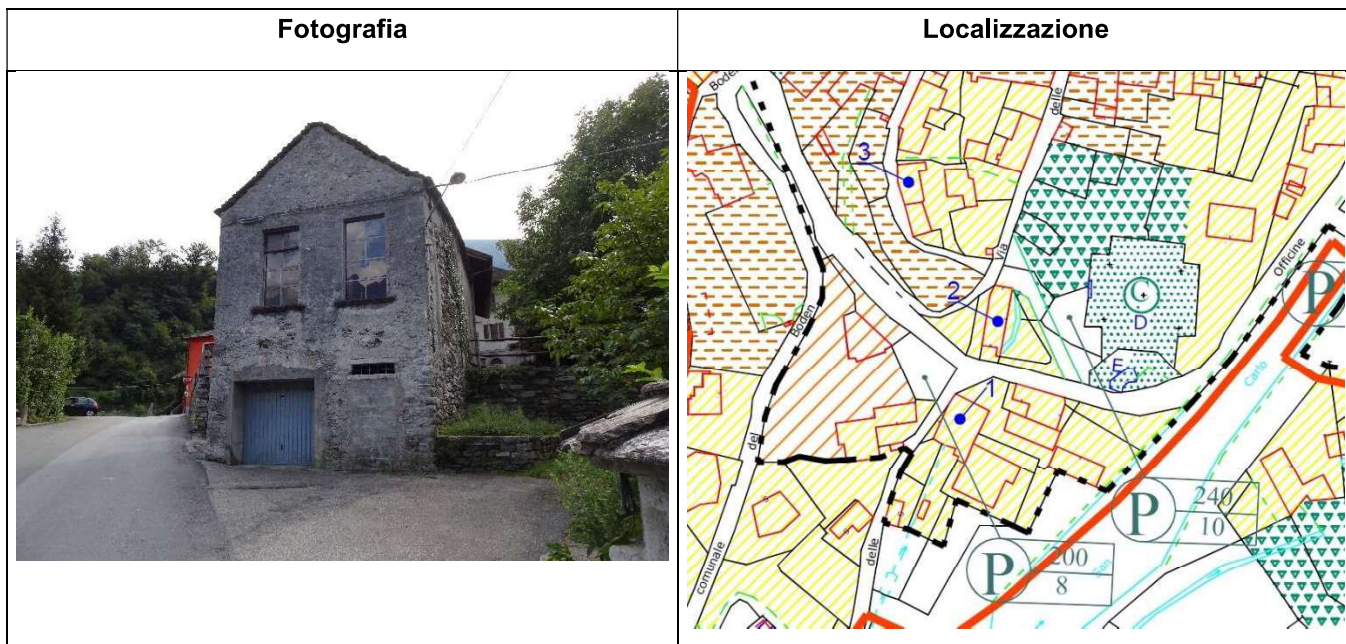 Fotografia
Localizzazione
Boden
delle
3
Via
Officine
P
2
1
C
D
Boden
E
Carlo
1
del
240
P
10
comunale
delle
San
200
P
8